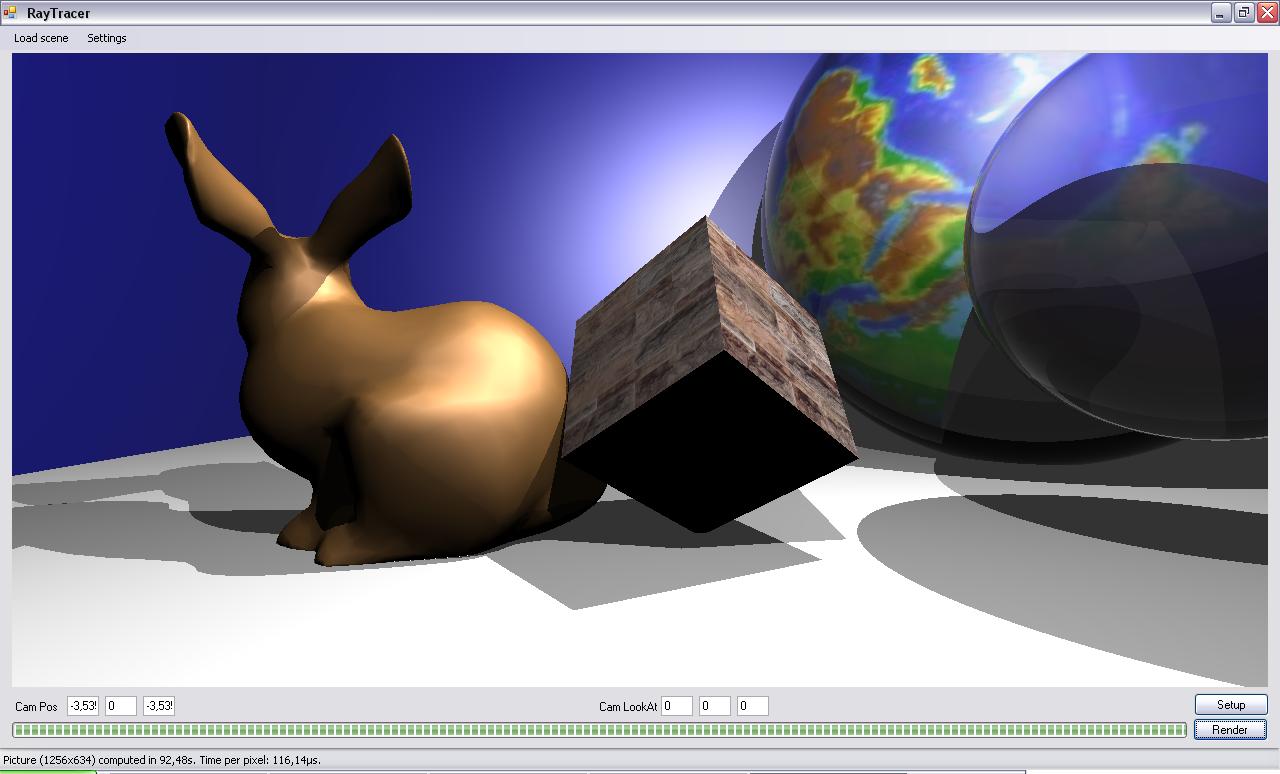 RayTracer
Load scene Settings
Cam Pos -3,53! 0 -3,53! Cam LookAt 0 0 0 Setup
Render
Picture (1256x634) computed in 92,48s. Time per pixel: 116,14µs.